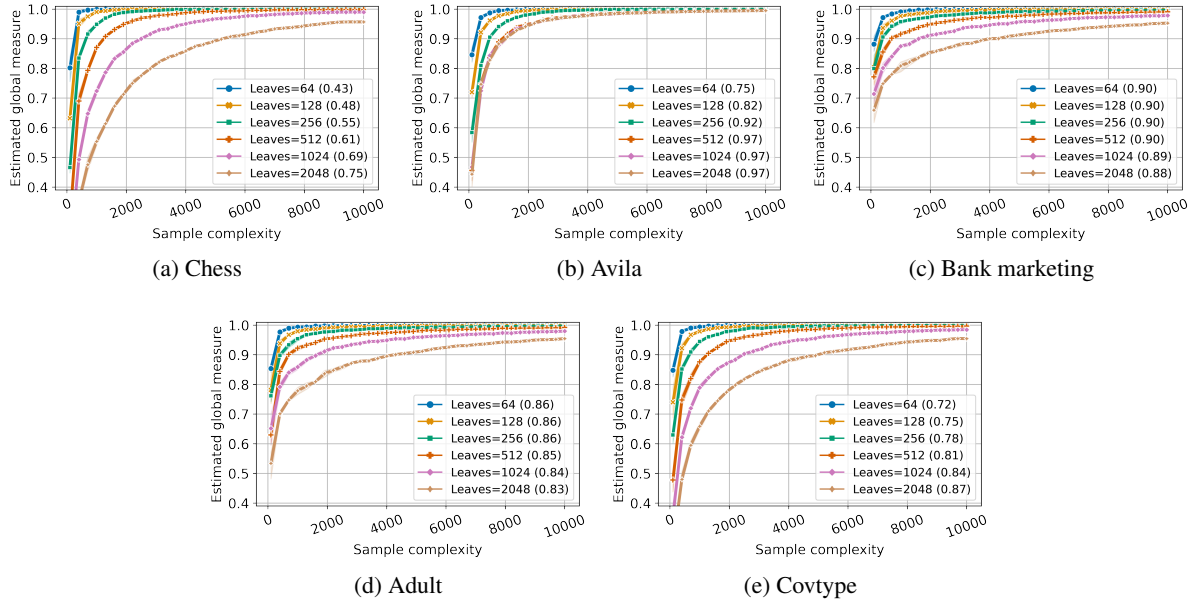 Estimated global measure
1.0
0.9
0.8
0.7
0.6
0.5
0.4
Leaves=64 (0.43)
Leaves=128 (0.48)
Leaves=256 (0.55)
Leaves=512 (0.61)
Leaves=1024 (0.69)
Leaves=2048 (0.75)
0
2000
4000
6000
8000
10000
Sample complexity
(a) Chess
Estimated global measure
1.0
0.9
0.8
0.7
0.6
0.5
0.4
Leaves=64 (0.75)
Leaves=128 (0.82)
Leaves=256 (0.92)
Leaves=512 (0.97)
Leaves=1024 (0.97)
Leaves=2048 (0.97)
0
2000
4000
6000
8000
10000
Sample complexity
(b) Avila
Estimated global measure
1.0
0.9
0.8
0.7
0.6
0.5
0.4
Leaves=64 (0.90)
Leaves=128 (0.90)
Leaves=256 (0.90)
Leaves=512 (0.90)
Leaves=1024 (0.89)
Leaves=2048 (0.88)
0
2000
4000
6000
8000
10000
Sample complexity
(c) Bank marketing
Estimated global measure
1.0
0.9
0.8
0.7
0.6
0.5
0.4
Leaves=64 (0.86)
Leaves=128 (0.86)
Leaves=256 (0.86)
Leaves=512 (0.85)
Leaves=1024 (0.84)
Leaves=2048 (0.83)
0
2000
4000
6000
8000
10000
Sample complexity
(d) Adult
Estimated global measure
1.0
0.9
0.8
0.7
0.6
0.5
0.4
Leaves=64 (0.72)
Leaves=128 (0.75)
Leaves=256 (0.78)
Leaves=512 (0.81)
Leaves=1024 (0.84)
Leaves=2048 (0.87)
0
2000
4000
6000
8000
10000
Sample complexity
(e) Covtype